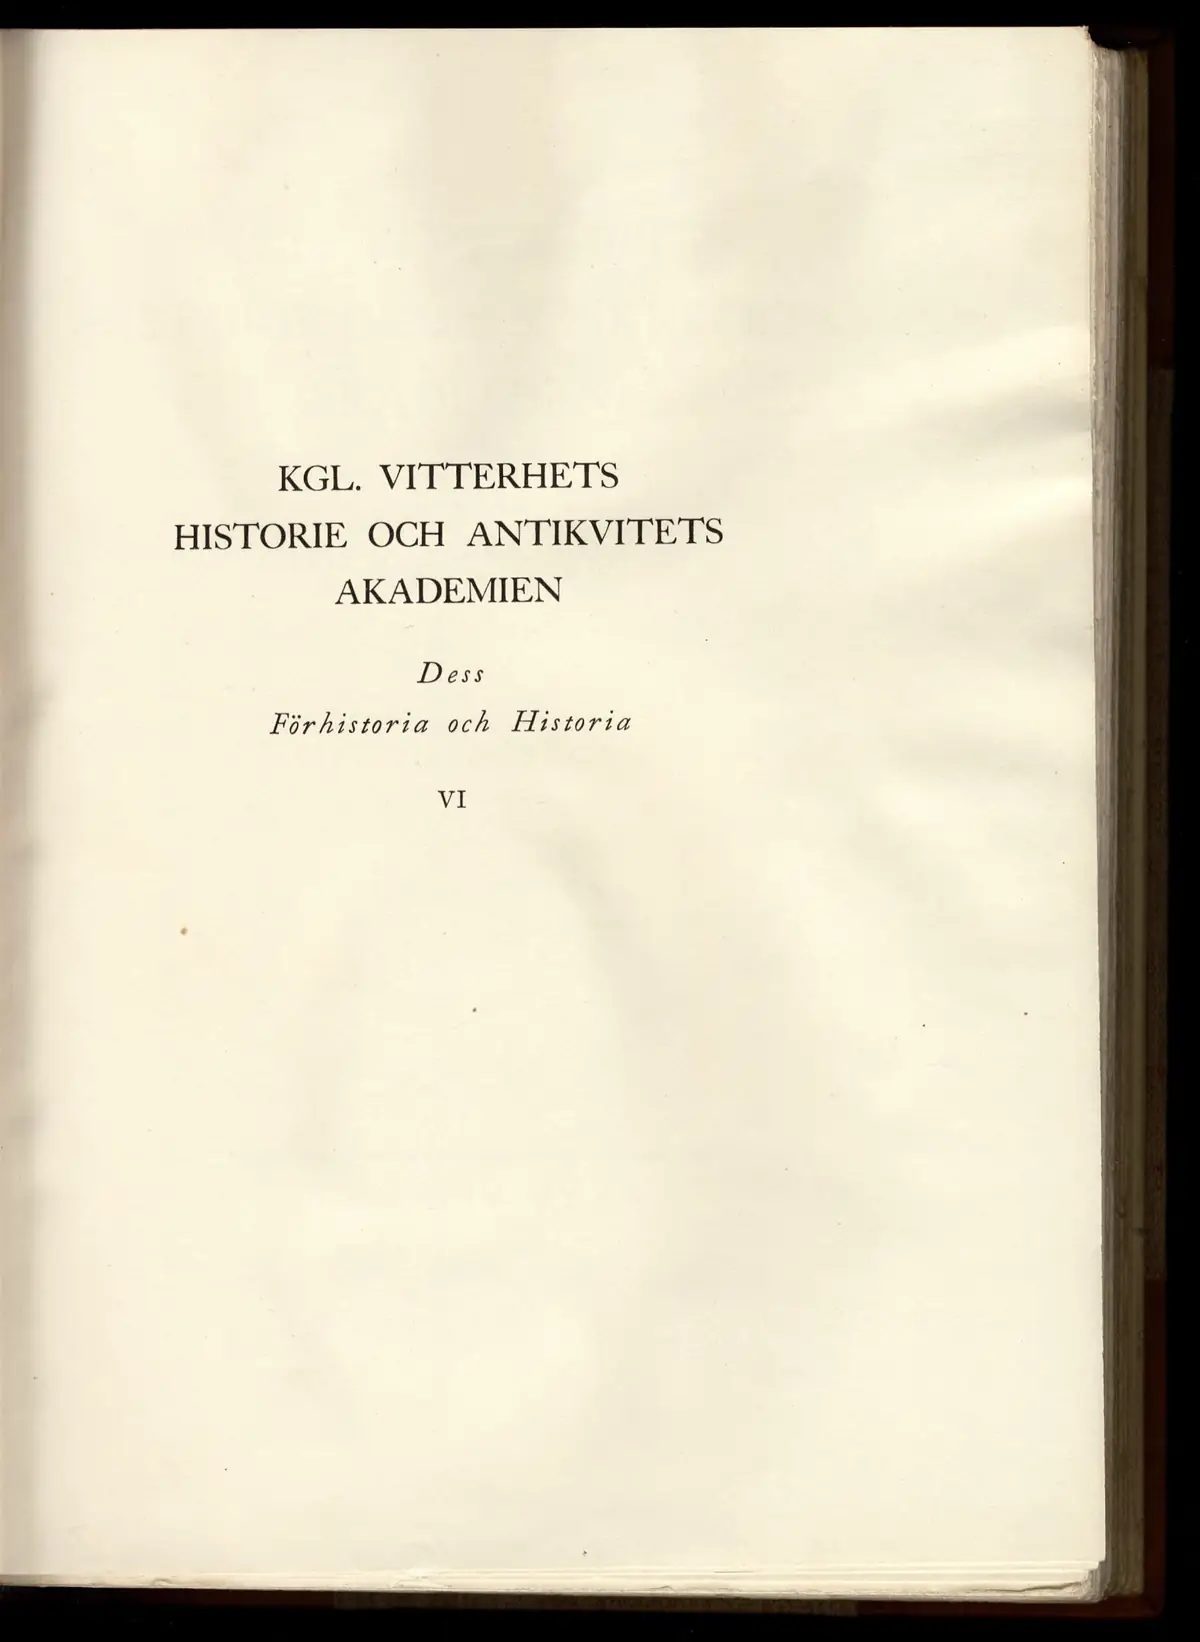 KGL. VITTERHETS
HISTORIE OCH ANTIKVITETS
AKADEMIEN
Dess
Förhistoria och Historia
VI